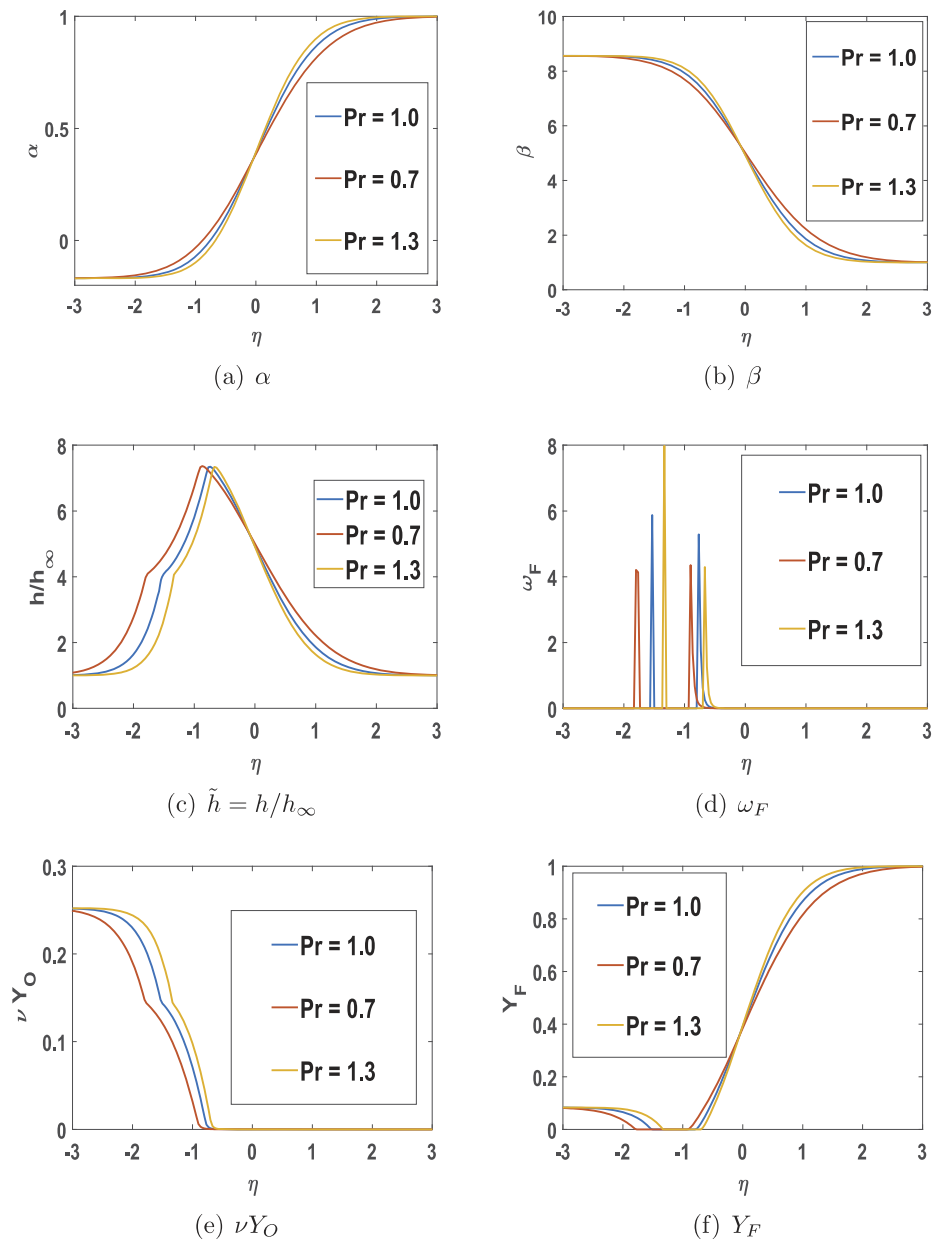 1
0.5
0
α
Pr = 1.0
Pr = 0.7
Pr = 1.3
-3 -2 -1 0 1 2 3
η
(a) α
10
8
6
4
2
0
β
Pr = 1.0
Pr = 0.7
Pr = 1.3
-3 -2 -1 0 1 2 3
η
(b) β
8
6
4
2
0
h/h∞
Pr = 1.0
Pr = 0.7
Pr = 1.3
-3 -2 -1 0 1 2 3
η
(c) h̃ = h/h∞
8
6
4
2
0
ω_F
Pr = 1.0
Pr = 0.7
Pr = 1.3
-3 -2 -1 0 1 2 3
η
(d) ω_F
0.3
0.2
0.1
0
ν Y_O
Pr = 1.0
Pr = 0.7
Pr = 1.3
-3 -2 -1 0 1 2 3
η
(e) νY_O
1
0.8
0.6
0.4
0.2
0
Y_F
Pr = 1.0
Pr = 0.7
Pr = 1.3
-3 -2 -1 0 1 2 3
η
(f) Y_F